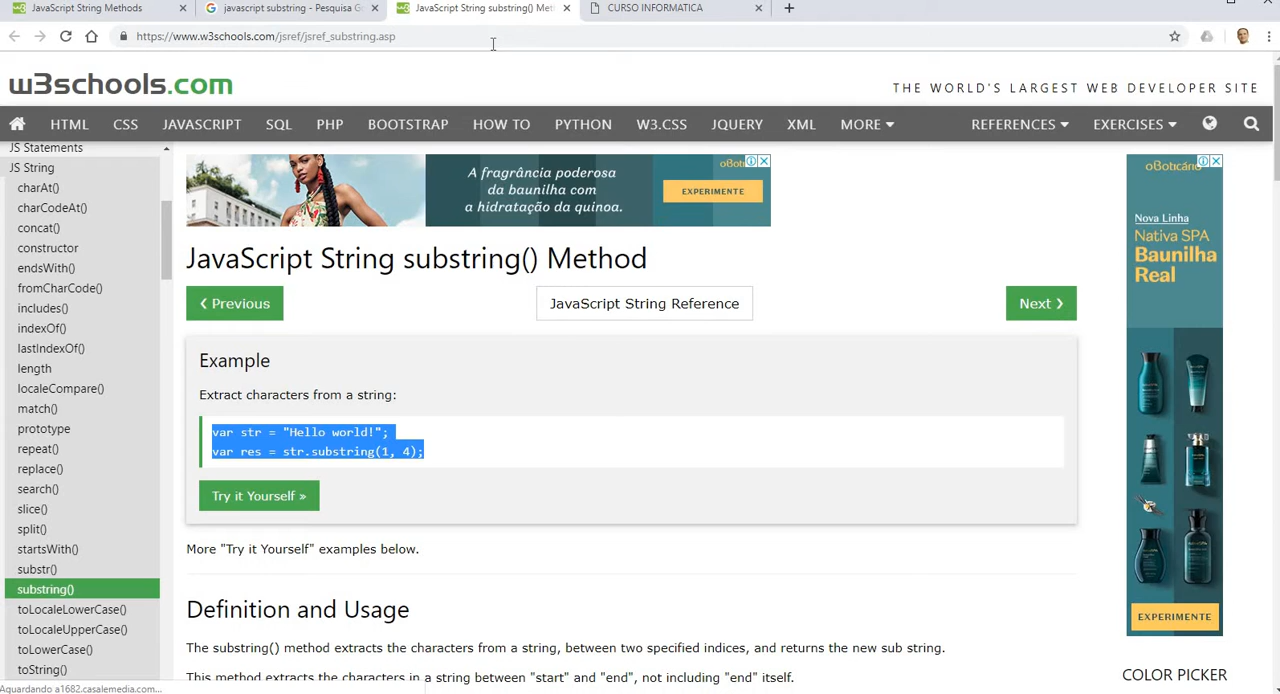 JavaScript String Methods
javascript substring - Pesquisa G
JavaScript String substring() Met
CURSO INFORMATICA
https://www.w3schools.com/jsref/jsref_substring.asp
w3schools.com
THE WORLD'S LARGEST WEB DEVELOPER SITE
HTML CSS JAVASCRIPT SQL PHP BOOTSTRAP HOW TO PYTHON W3.CSS JQUERY XML MORE REFERENCES EXERCISES
JS Statements
JS String
charAt()
charCodeAt()
concat()
constructor
endsWith()
fromCharCode()
includes()
indexOf()
lastIndexOf()
length
localeCompare()
match()
prototype
repeat()
replace()
search()
slice()
split()
startsWith()
substr()
substring()
toLocaleLowerCase()
toLocaleUpperCase()
toLowerCase()
toString()
A fragrância poderosa
da baunilha com
a hidratação da quinoa.
oBoti
EXPERIMENTE
JavaScript String substring() Method
❮ Previous
JavaScript String Reference
Next ❯
Example
Extract characters from a string:
var str = "Hello world!";
var res = str.substring(1, 4);
Try it Yourself »
More "Try it Yourself" examples below.
Definition and Usage
The substring() method extracts the characters from a string, between two specified indices, and returns the new sub string.
This method extracts the characters in a string between "start" and "end", not including "end" itself.
oBoticário
Nova Linha
Nativa SPA
Baunilha
Real
EXPERIMENTE
COLOR PICKER
Aguardando a1682.casalemedia.com...